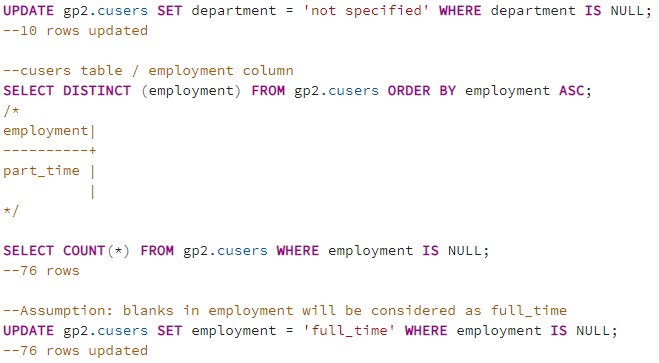 UPDATE gp2.cusers SET department = 'not specified' WHERE department IS NULL;
--10 rows updated
--cusers table / employment column
SELECT DISTINCT (employment) FROM gp2.cusers ORDER BY employment ASC;
/*
employment|
----------+
part_time |
          |
*/
SELECT COUNT(*) FROM gp2.cusers WHERE employment IS NULL;
--76 rows
--Assumption: blanks in employment will be considered as full_time
UPDATE gp2.cusers SET employment = 'full_time' WHERE employment IS NULL;
--76 rows updated